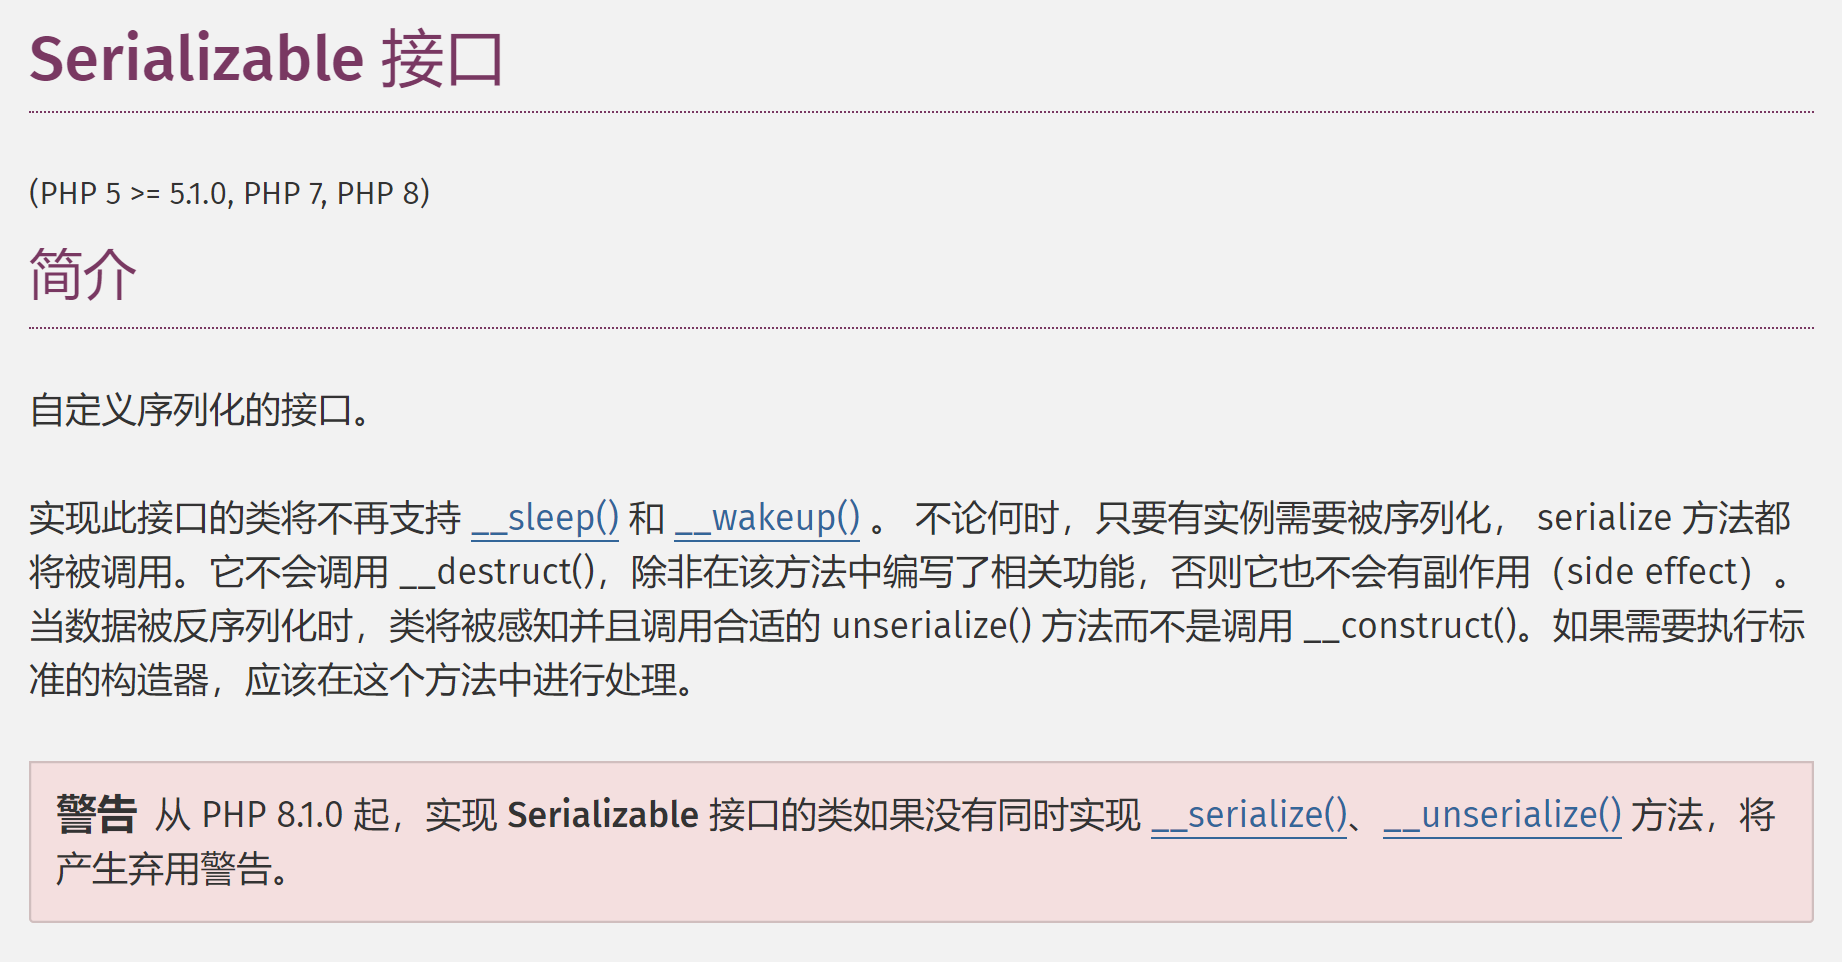 Serializable 接口
(PHP 5 >= 5.1.0, PHP 7, PHP 8)
简介
自定义序列化的接口。
实现此接口的类将不再支持 __sleep() 和 __wakeup() 。 不论何时，只要有实例需要被序列化， serialize 方法都
将被调用。它不会调用 __destruct()，除非在该方法中编写了相关功能，否则它也不会有副作用（side effect）。
当数据被反序列化时，类将被感知并且调用合适的 unserialize() 方法而不是调用 __construct()。如果需要执行标
准的构造器，应该在这个方法中进行处理。
警告 从 PHP 8.1.0 起，实现 Serializable 接口的类如果没有同时实现 __serialize()、__unserialize() 方法，将
产生弃用警告。